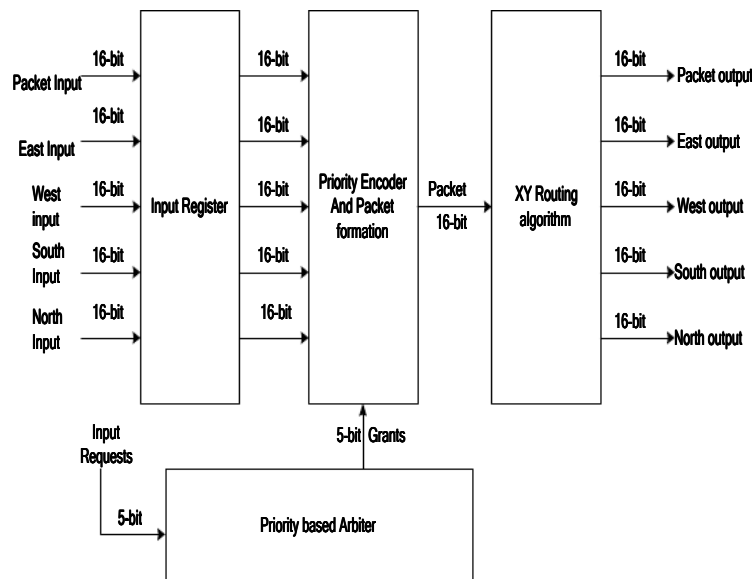 16-bit
Packet Input
16-bit
East Input
16-bit
West
input
South
Input
16-bit
North
Input
16-bit
Input Register
16-bit
16-bit
16-bit
16-bit
16-bit
Priority Encoder
And Packet
formation
Packet
16-bit
XY Routing
algorithm
16-bit
Packet output
16-bit
East output
16-bit
West output
16-bit
South output
16-bit
North output
Input
Requests
5-bit
5-bit Grants
Priority based Arbiter